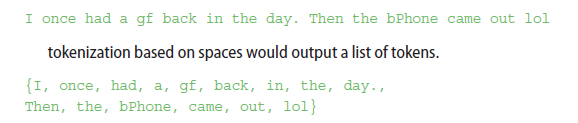 I once had a gf back in the day. Then the bPhone came out lol
tokenization based on spaces would output a list of tokens.
{I, once, had, a, gf, back, in, the, day.,
Then, the, bPhone, came, out, lol}